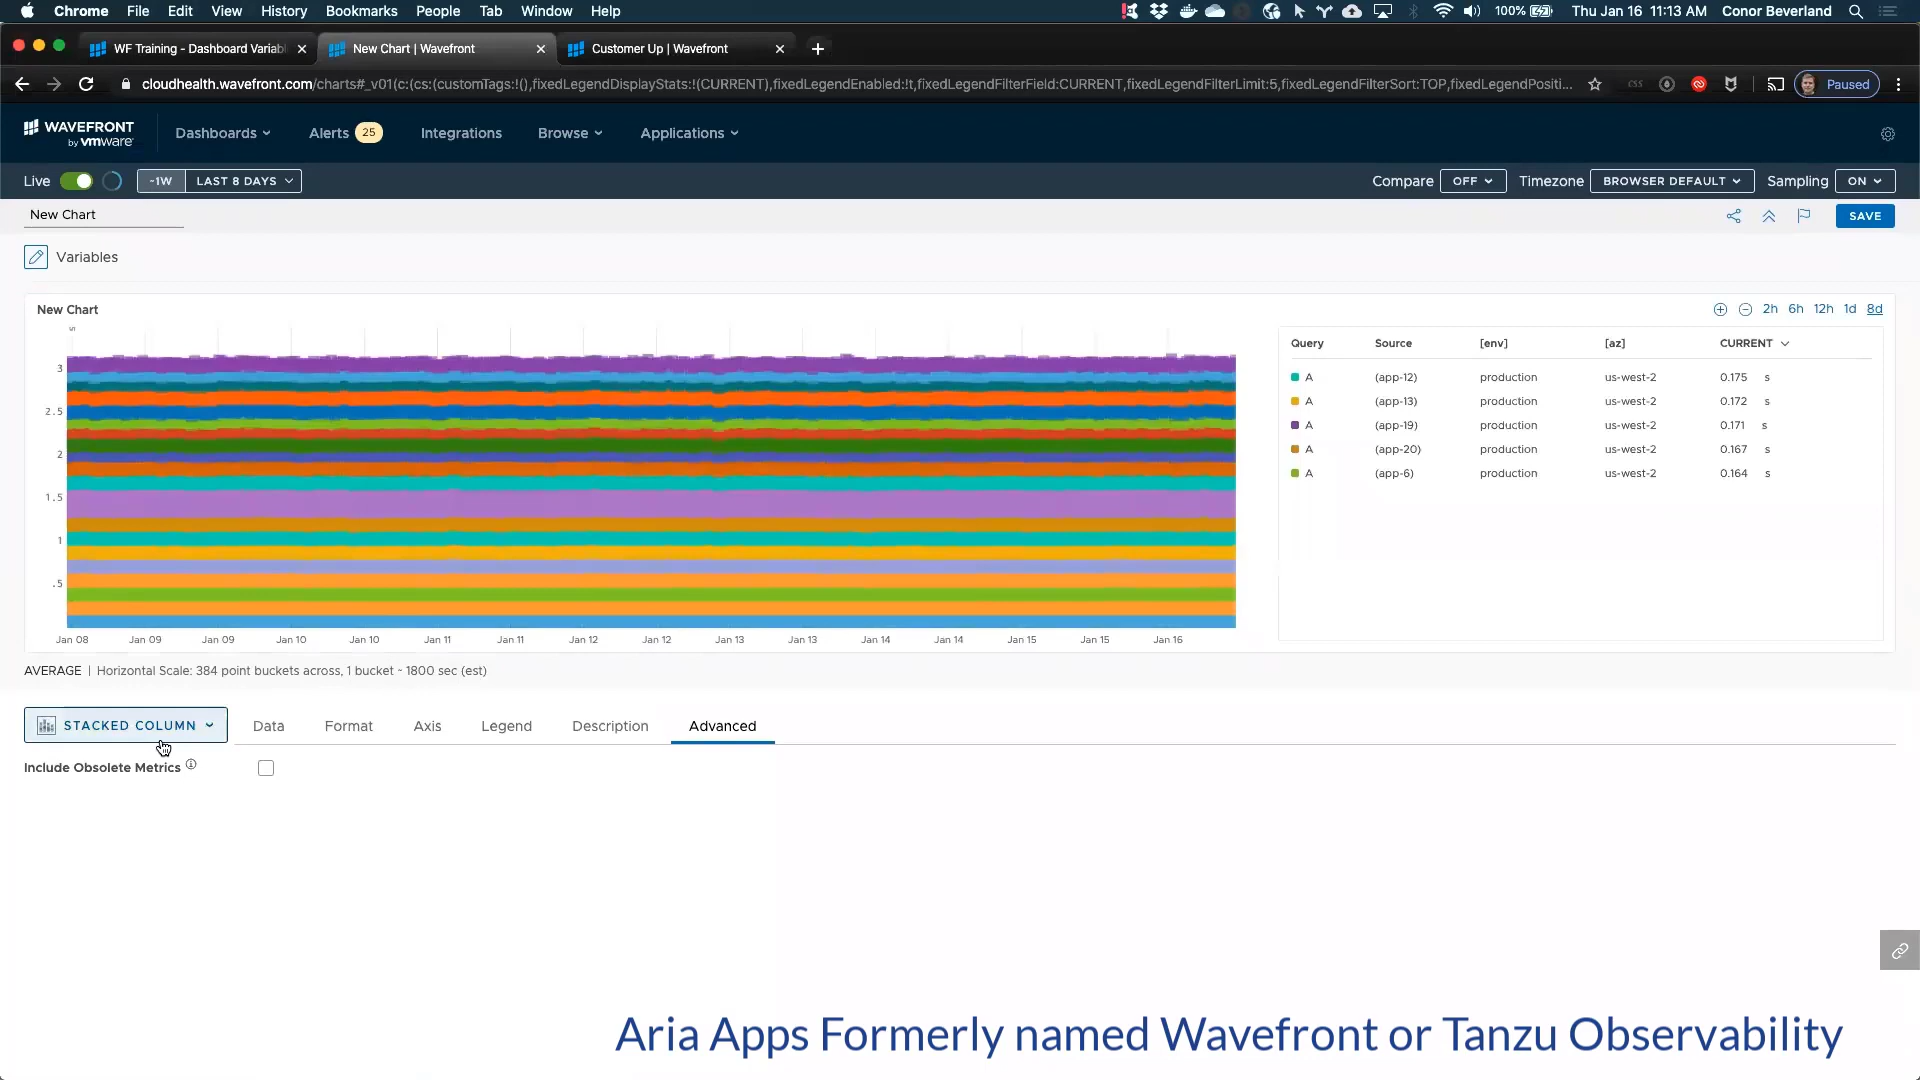 Chrome File Edit View History Bookmarks People Tab Window Help 100% Thu Jan 16 11:13 AM Conor Beverland
WF Training - Dashboard Variabl New Chart | Wavefront Customer Up | Wavefront
cloudhealth.wavefront.com/charts#_v01(c:(cs:(customTags:!(),fixedLegendDisplayStats:!(CURRENT),fixedLegendEnabled:!t,fixedLegendFilterField:CURRENT,fixedLegendFilterLimit:5,fixedLegendFilterSort:TOP,fixedLegendPositi... CSS Paused
WAVEFRONT by vmware Dashboards Alerts 25 Integrations Browse Applications
Live -1W LAST 8 DAYS Compare OFF Timezone BROWSER DEFAULT Sampling ON
New Chart SAVE
Variables
New Chart 2h 6h 12h 1d 8d
s
Query Source [env] [az] CURRENT
A (app-12) production us-west-2 0.175 s
A (app-13) production us-west-2 0.172 s
A (app-19) production us-west-2 0.171 s
A (app-20) production us-west-2 0.167 s
A (app-6) production us-west-2 0.164 s
3
2.5
2
1.5
1
.5
Jan 08 Jan 09 Jan 09 Jan 10 Jan 10 Jan 11 Jan 11 Jan 12 Jan 12 Jan 13 Jan 13 Jan 14 Jan 14 Jan 15 Jan 15 Jan 16
AVERAGE | Horizontal Scale: 384 point buckets across, 1 bucket ~ 1800 sec (est)
STACKED COLUMN Data Format Axis Legend Description Advanced
Include Obsolete Metrics
Aria Apps Formerly named Wavefront or Tanzu Observability